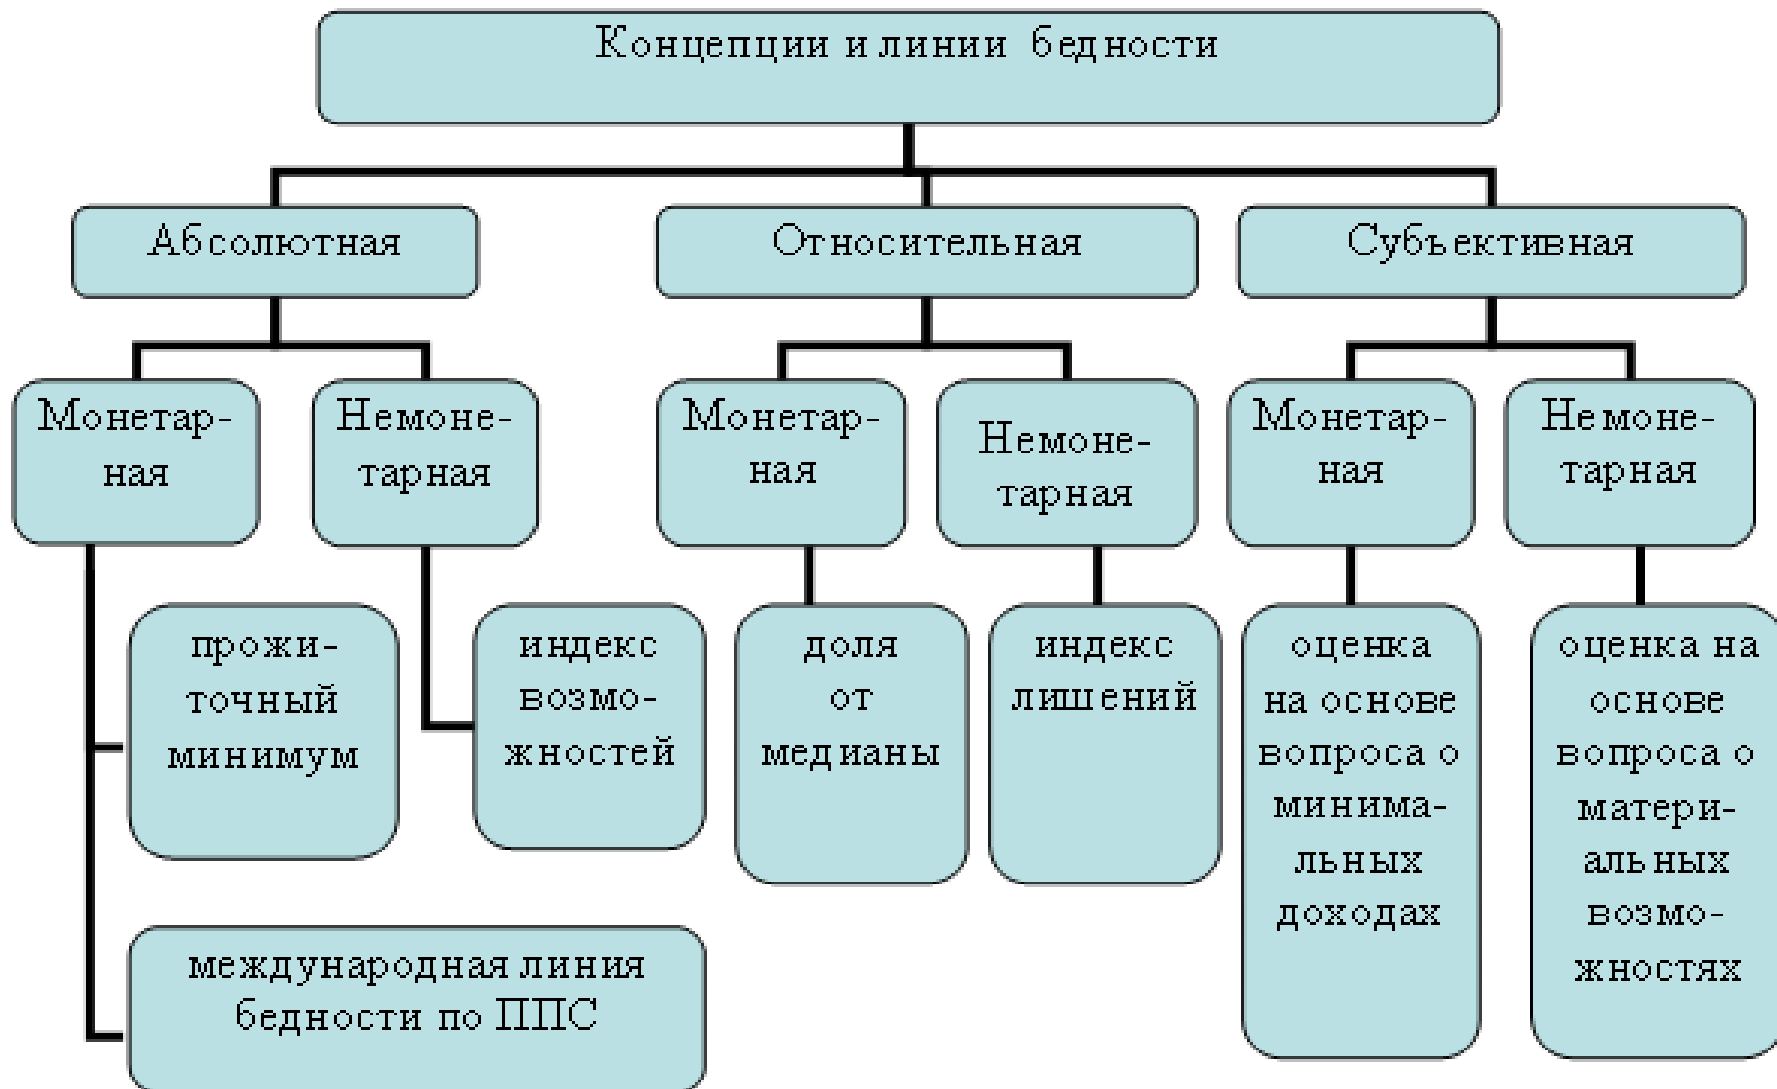 Концепции и линии бедности
Абсолютная
Относительная
Субъективная
Монетар-
ная
Немоне-
тарная
Монетар-
ная
Немоне-
тарная
Монетар-
ная
Немоне-
тарная
прожи-
точный
минимум
индекс
возмо-
жностей
доля
от
медианы
индекс
лишений
оценка
на основе
вопроса о
минима-
льных
доходах
оценка на
основе
вопроса о
матери-
альных
возмо-
жностях
международная линия
бедности по ППС